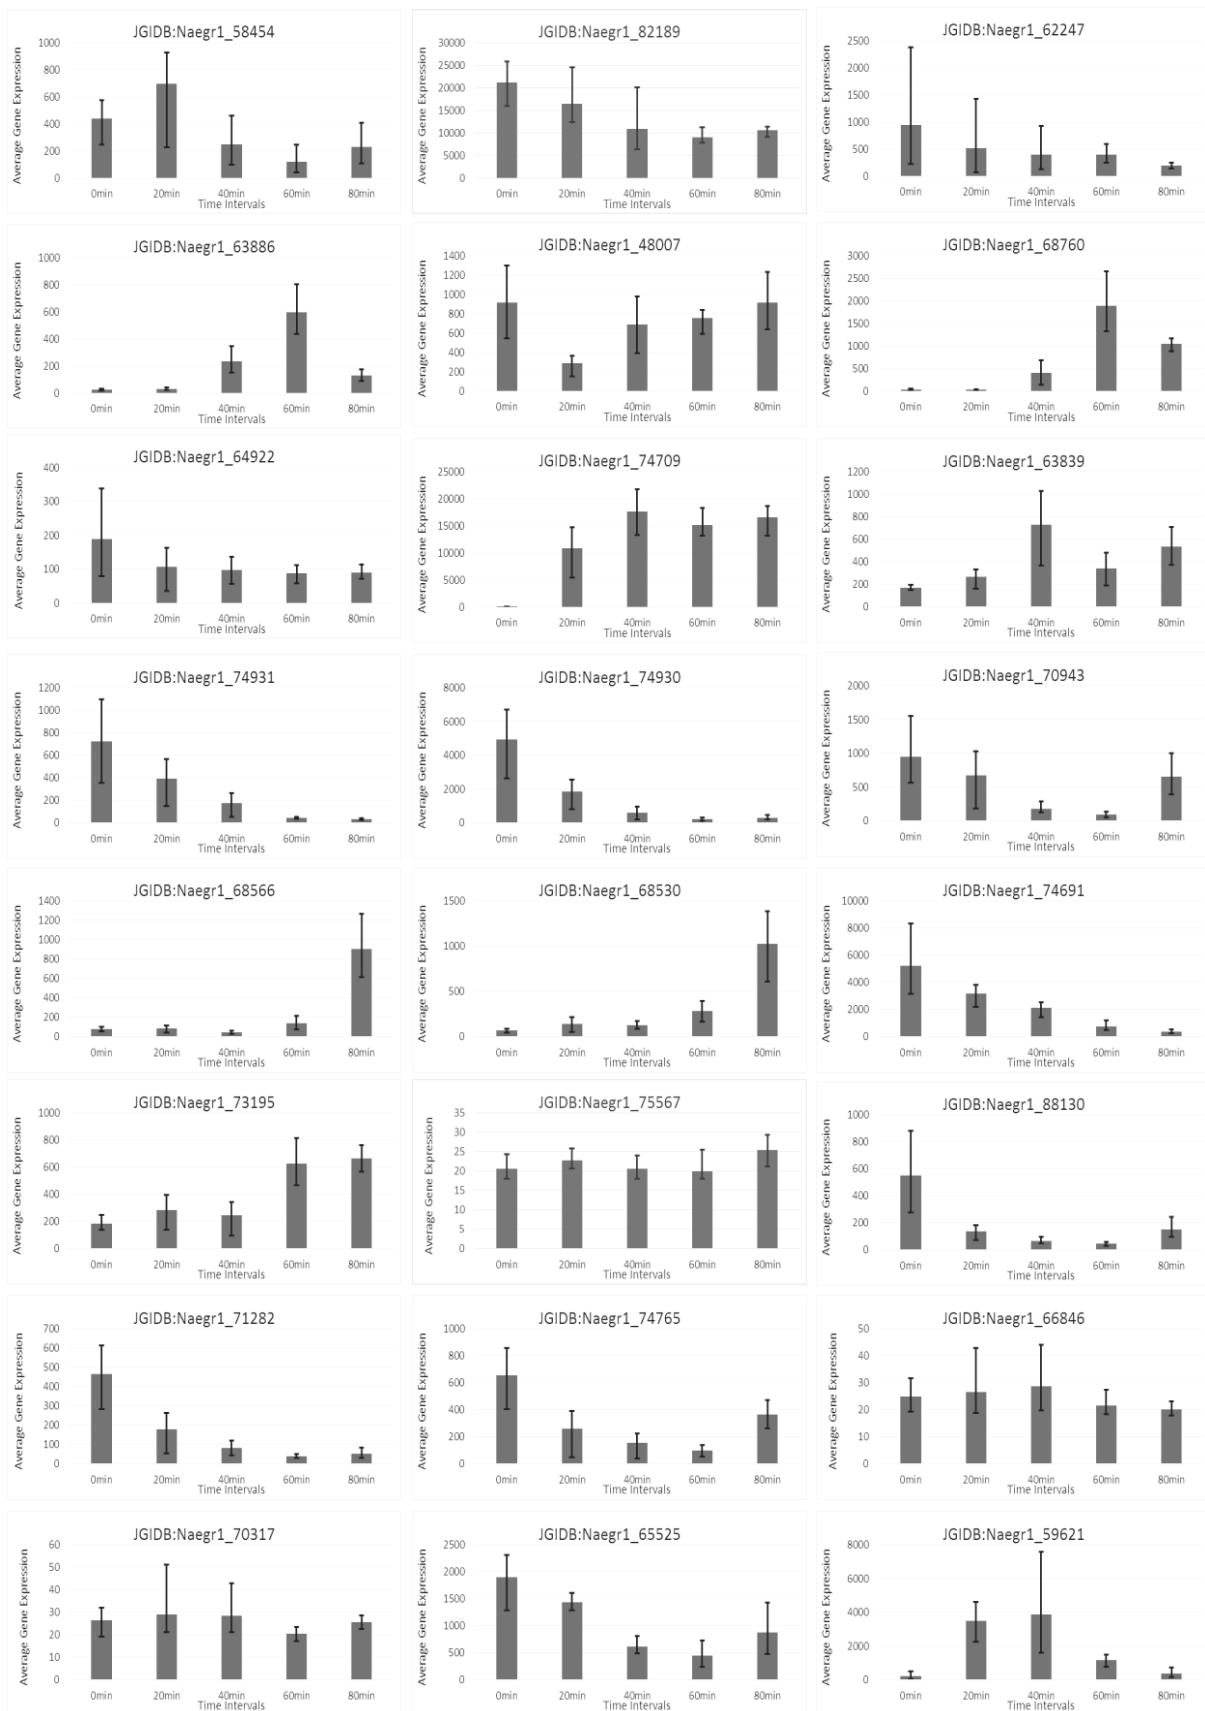 JGIDB:Naegr1_58454
Average Gene Expression
1000
800
600
400
200
0
0min 20min 40min 60min 80min
Time Intervals
JGIDB:Naegr1_82189
Average Gene Expression
30000
25000
20000
15000
10000
5000
0
0min 20min 40min 60min 80min
Time Intervals
JGIDB:Naegr1_62247
Average Gene Expression
2500
2000
1500
1000
500
0
0min 20min 40min 60min 80min
Time Intervals
JGIDB:Naegr1_63886
Average Gene Expression
1000
800
600
400
200
0
0min 20min 40min 60min 80min
Time Intervals
JGIDB:Naegr1_48007
Average Gene Expression
1400
1200
1000
800
600
400
200
0
0min 20min 40min 60min 80min
Time Intervals
JGIDB:Naegr1_68760
Average Gene Expression
3000
2500
2000
1500
1000
500
0
0min 20min 40min 60min 80min
Time Intervals
JGIDB:Naegr1_64922
Average Gene Expression
400
300
200
100
0
0min 20min 40min 60min 80min
Time Intervals
JGIDB:Naegr1_74709
Average Gene Expression
25000
20000
15000
10000
5000
0
0min 20min 40min 60min 80min
Time Intervals
JGIDB:Naegr1_63839
Average Gene Expression
1200
1000
800
600
400
200
0
0min 20min 40min 60min 80min
Time Intervals
JGIDB:Naegr1_74931
Average Gene Expression
1200
1000
800
600
400
200
0
0min 20min 40min 60min 80min
Time Intervals
JGIDB:Naegr1_74930
Average Gene Expression
8000
6000
4000
2000
0
0min 20min 40min 60min 80min
Time Intervals
JGIDB:Naegr1_70943
Average Gene Expression
2000
1500
1000
500
0
0min 20min 40min 60min 80min
Time Intervals
JGIDB:Naegr1_68566
Average Gene Expression
1400
1200
1000
800
600
400
200
0
0min 20min 40min 60min 80min
Time Intervals
JGIDB:Naegr1_68530
Average Gene Expression
1500
1000
500
0
0min 20min 40min 60min 80min
Time Intervals
JGIDB:Naegr1_74691
Average Gene Expression
10000
8000
6000
4000
2000
0
0min 20min 40min 60min 80min
Time Intervals
JGIDB:Naegr1_73195
Average Gene Expression
1000
800
600
400
200
0
0min 20min 40min 60min 80min
Time Intervals
JGIDB:Naegr1_75567
Average Gene Expression
35
30
25
20
15
10
5
0
0min 20min 40min 60min 80min
Time Intervals
JGIDB:Naegr1_88130
Average Gene Expression
1000
800
600
400
200
0
0min 20min 40min 60min 80min
Time Intervals
JGIDB:Naegr1_71282
Average Gene Expression
700
600
500
400
300
200
100
0
0min 20min 40min 60min 80min
Time Intervals
JGIDB:Naegr1_74765
Average Gene Expression
1000
800
600
400
200
0
0min 20min 40min 60min 80min
Time Intervals
JGIDB:Naegr1_66846
Average Gene Expression
50
40
30
20
10
0
0min 20min 40min 60min 80min
Time Intervals
JGIDB:Naegr1_70317
Average Gene Expression
60
50
40
30
20
10
0
0min 20min 40min 60min 80min
Time Intervals
JGIDB:Naegr1_65525
Average Gene Expression
2500
2000
1500
1000
500
0
0min 20min 40min 60min 80min
Time Intervals
JGIDB:Naegr1_59621
Average Gene Expression
8000
6000
4000
2000
0
0min 20min 40min 60min 80min
Time Intervals